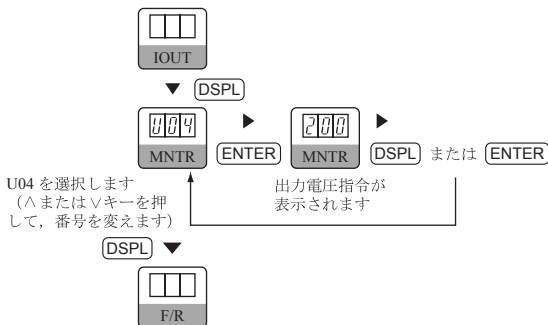 IOUT
▼ DSPL
U04
MNTR
▶
ENTER
200
MNTR
▶
DSPL または ENTER
U04 を選択します
（∧または∨キーを押
して，番号を変えます）
出力電圧指令が
表示されます
DSPL ▼
F/R